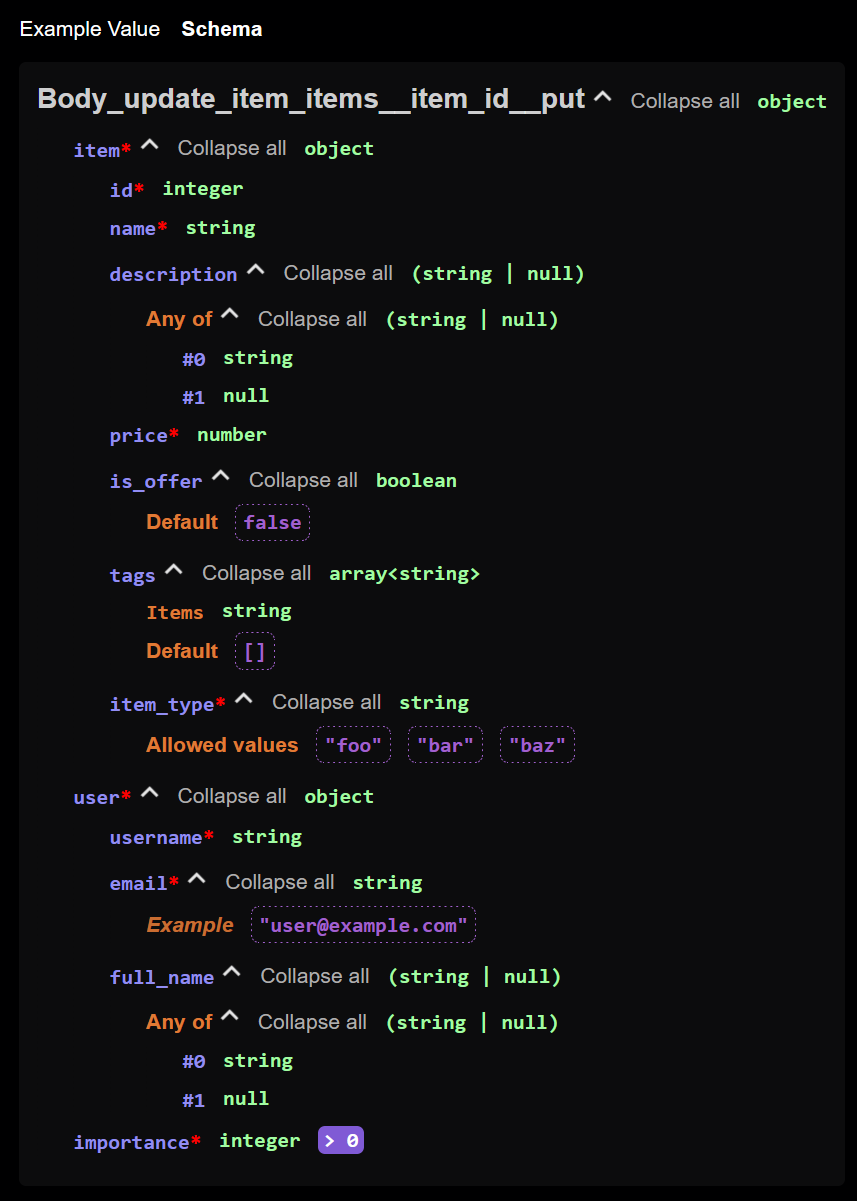 Example Value Schema
Body_update_item_items__item_id__put Collapse all object
item* Collapse all object
id* integer
name* string
description Collapse all (string | null)
Any of Collapse all (string | null)
#0 string
#1 null
price* number
is_offer Collapse all boolean
Default false
tags Collapse all array<string>
Items string
Default []
item_type* Collapse all string
Allowed values "foo" "bar" "baz"
user* Collapse all object
username* string
email* Collapse all string
Example "user@example.com"
full_name Collapse all (string | null)
Any of Collapse all (string | null)
#0 string
#1 null
importance* integer > 0